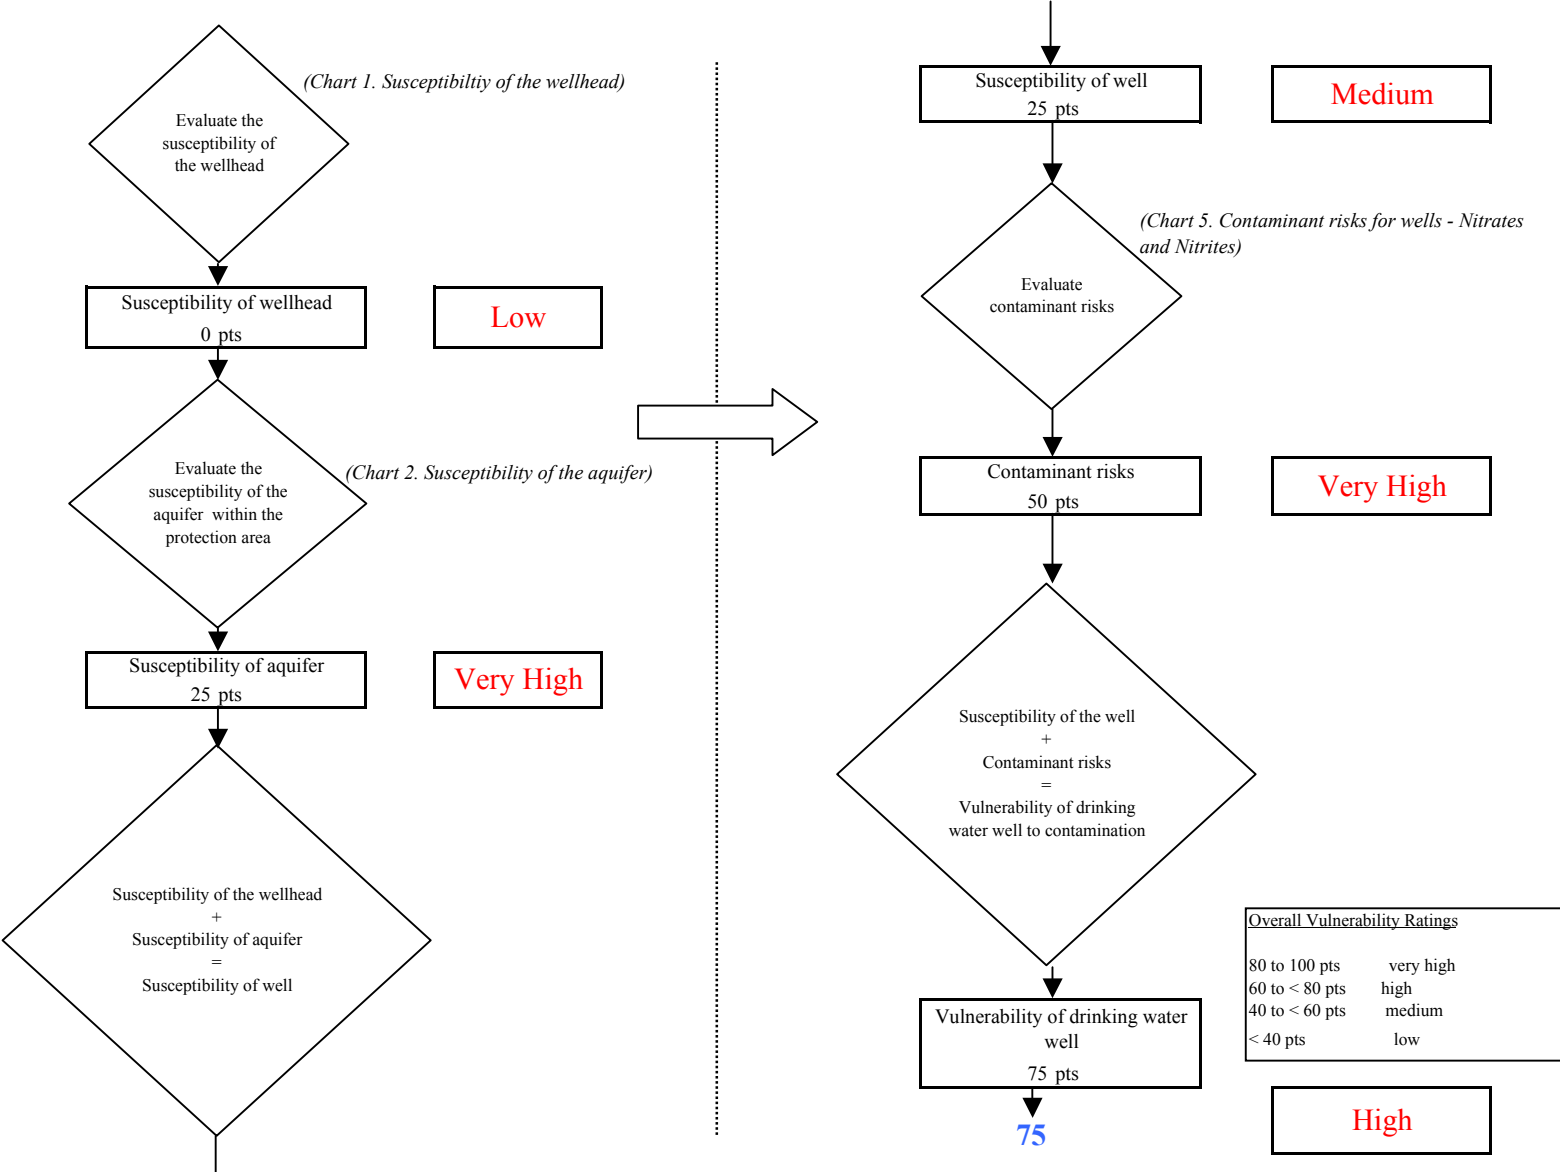 (Chart 1. Susceptibiltiy of the wellhead)
Evaluate the
susceptibility of
the wellhead
Susceptibility of wellhead
0 pts
Low
Evaluate the
susceptibility of the
aquifer within the
protection area
(Chart 2. Susceptibility of the aquifer)
Susceptibility of aquifer
25 pts
Very High
Susceptibility of the wellhead
+
Susceptibility of aquifer
=
Susceptibility of well
Susceptibility of well
25 pts
Medium
(Chart 5. Contaminant risks for wells - Nitrates
and Nitrites)
Evaluate
contaminant risks
Contaminant risks
50 pts
Very High
Susceptibility of the well
+
Contaminant risks
=
Vulnerability of drinking
water well to contamination
Overall Vulnerability Ratings
80 to 100 pts very high
60 to < 80 pts high
40 to < 60 pts medium
< 40 pts low
Vulnerability of drinking water
well
75 pts
75
High